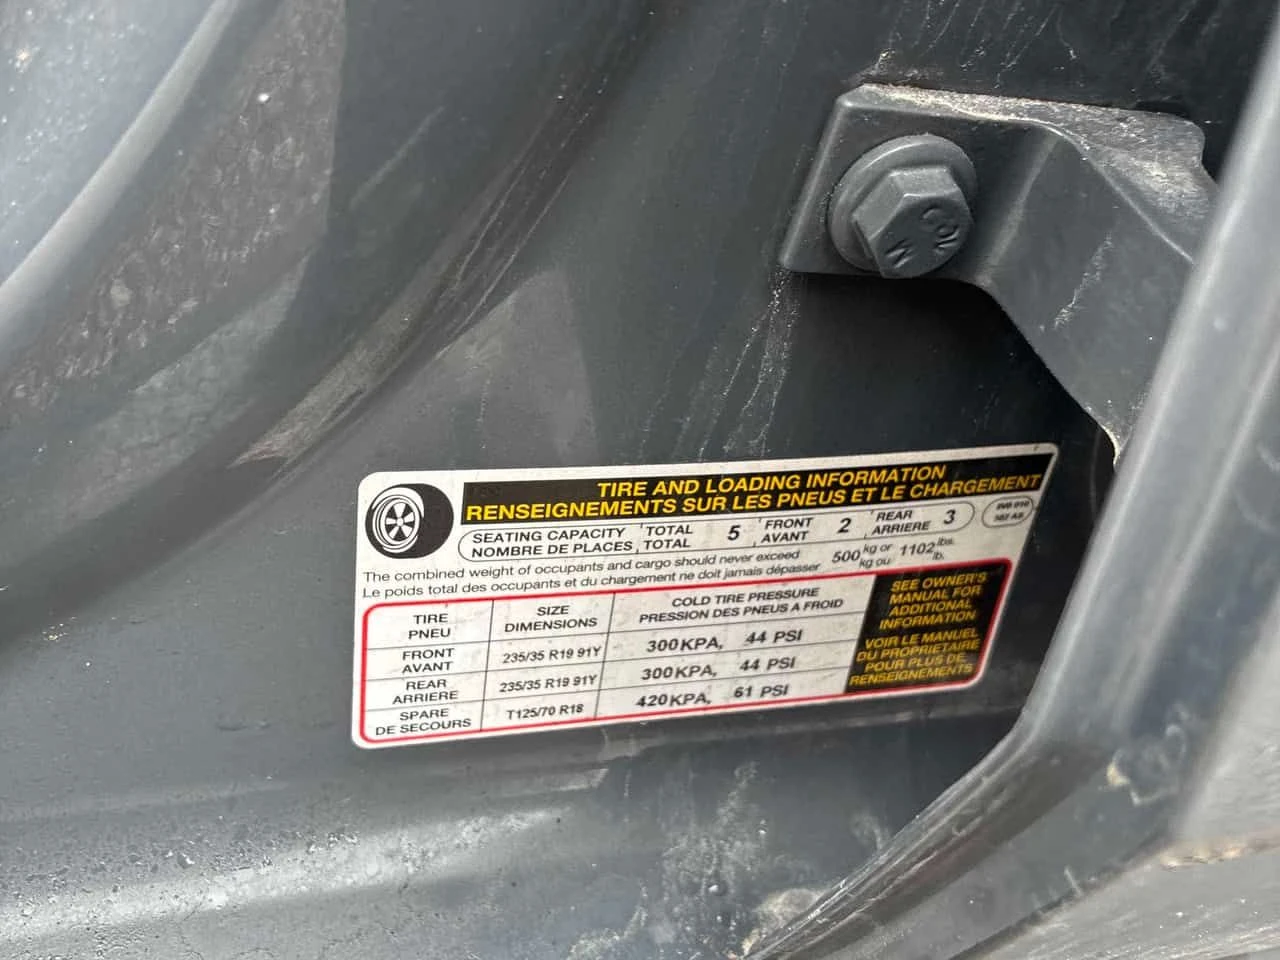 TIRE AND LOADING INFORMATION
RENSEIGNEMENTS SUR LES PNEUS ET LE CHARGEMENT
SEATING CAPACITY TOTAL 5 FRONT 2 REAR 3
NOMBRE DE PLACES TOTAL AVANT ARRIERE
The combined weight of occupants and cargo should never exceed 500 kg or 1102 lbs.
Le poids total des occupants et du chargement ne doit jamais dépasser kg ou lb.
TIRE SIZE COLD TIRE PRESSURE
PNEU DIMENSIONS PRESSION DES PNEUS A FROID
FRONT
AVANT 235/35 R19 91Y 300KPA, 44 PSI
REAR
ARRIERE 235/35 R19 91Y 300KPA, 44 PSI
SPARE
DE SECOURS T125/70 R18 420KPA, 61 PSI
SEE OWNER'S
MANUAL FOR
ADDITIONAL
INFORMATION
VOIR LE MANUEL
DU PROPRIETAIRE
POUR PLUS DE
RENSEIGNEMENTS